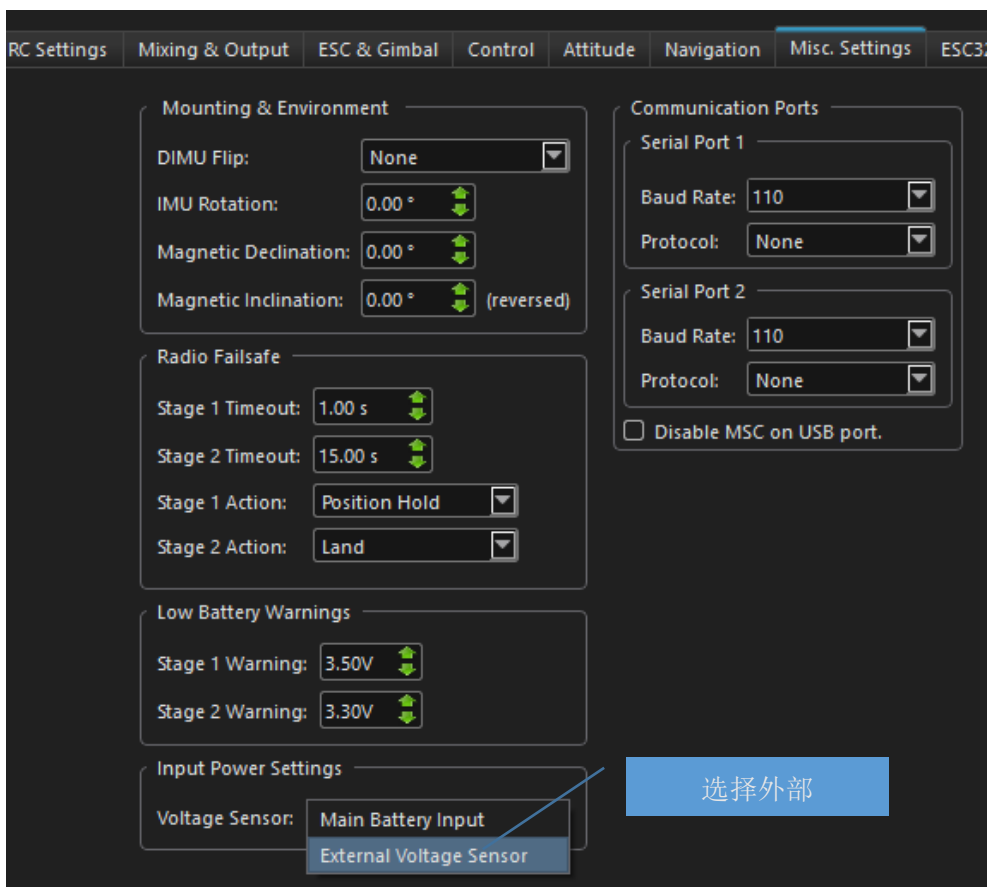 RC Settings Mixing & Output ESC & Gimbal Control Attitude Navigation Misc. Settings ESC32
Mounting & Environment
DIMU Flip: None
IMU Rotation: 0.00 °
Magnetic Declination: 0.00 °
Magnetic Inclination: 0.00 ° (reversed)
Radio Failsafe
Stage 1 Timeout: 1.00 s
Stage 2 Timeout: 15.00 s
Stage 1 Action: Position Hold
Stage 2 Action: Land
Low Battery Warnings
Stage 1 Warning: 3.50V
Stage 2 Warning: 3.30V
Input Power Settings
Voltage Sensor: Main Battery Input
External Voltage Sensor
Communication Ports
Serial Port 1
Baud Rate: 110
Protocol: None
Serial Port 2
Baud Rate: 110
Protocol: None
Disable MSC on USB port.
选择外部